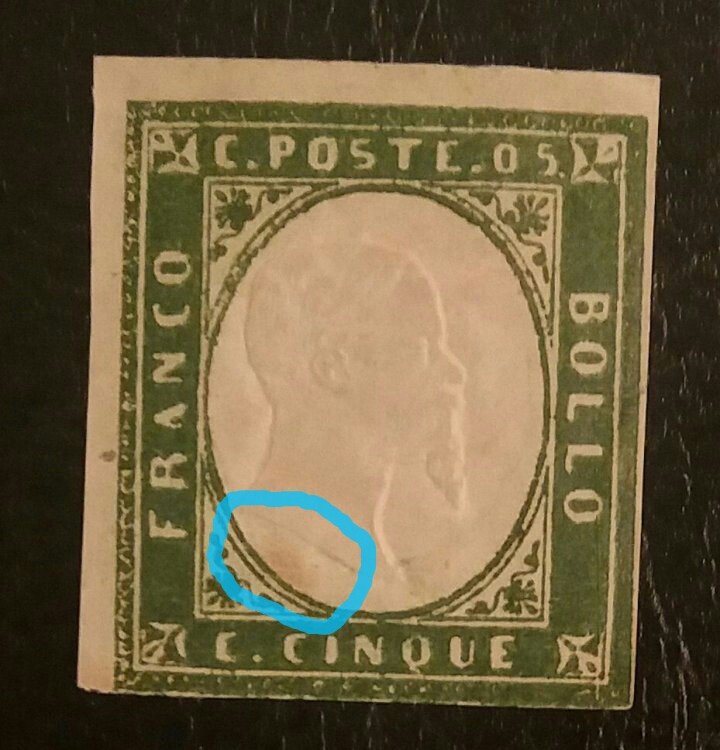 C. POSTE. 05.
FRANCO
BOLLO
C. CINQUE